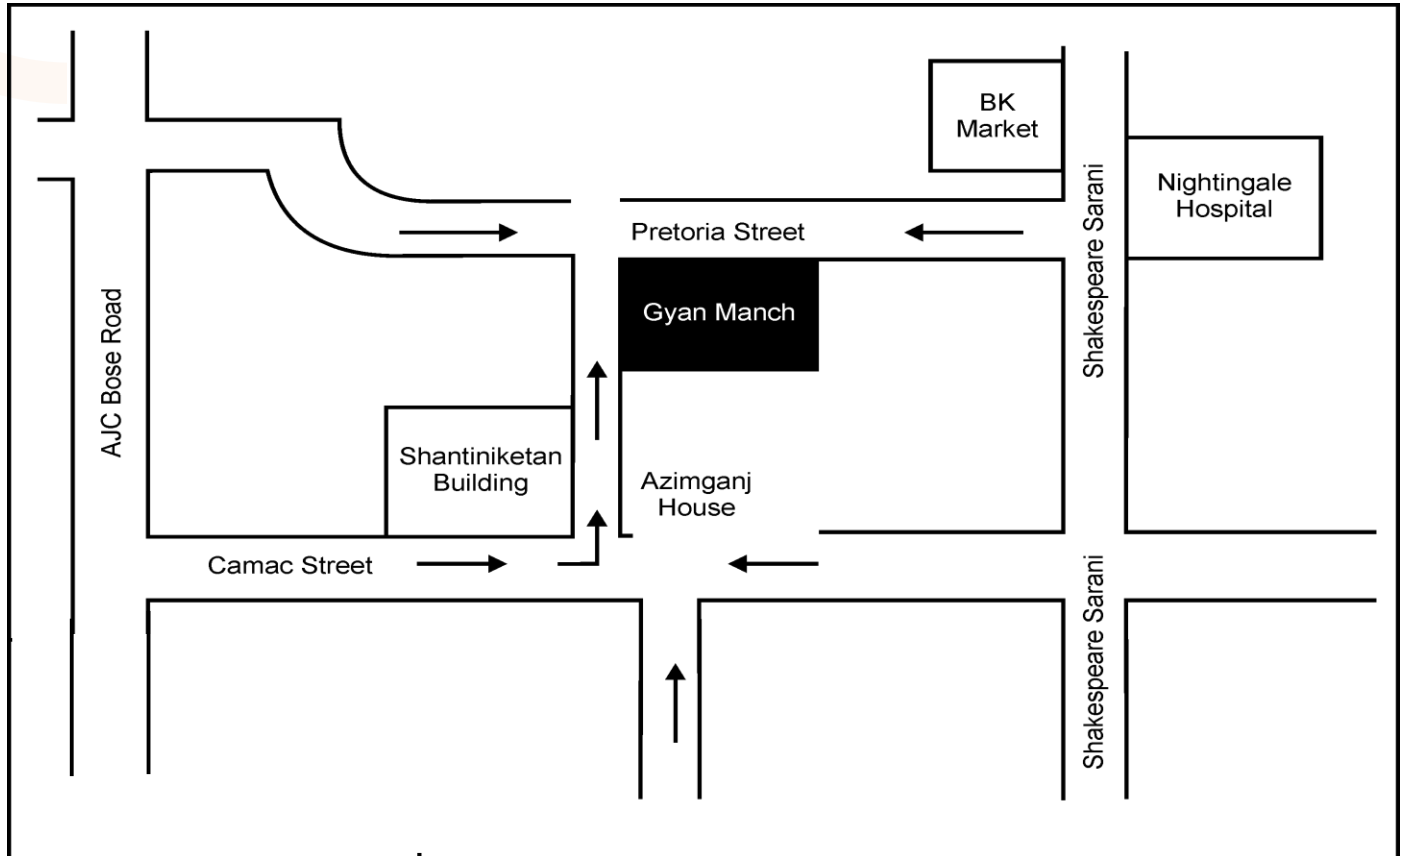 BK
Market
Nightingale
Hospital
Shakespeare Sarani
Pretoria Street
Gyan Manch
AJC Bose Road
Shantiniketan
Building
Azimganj
House
Camac Street
Shakespeare Sarani